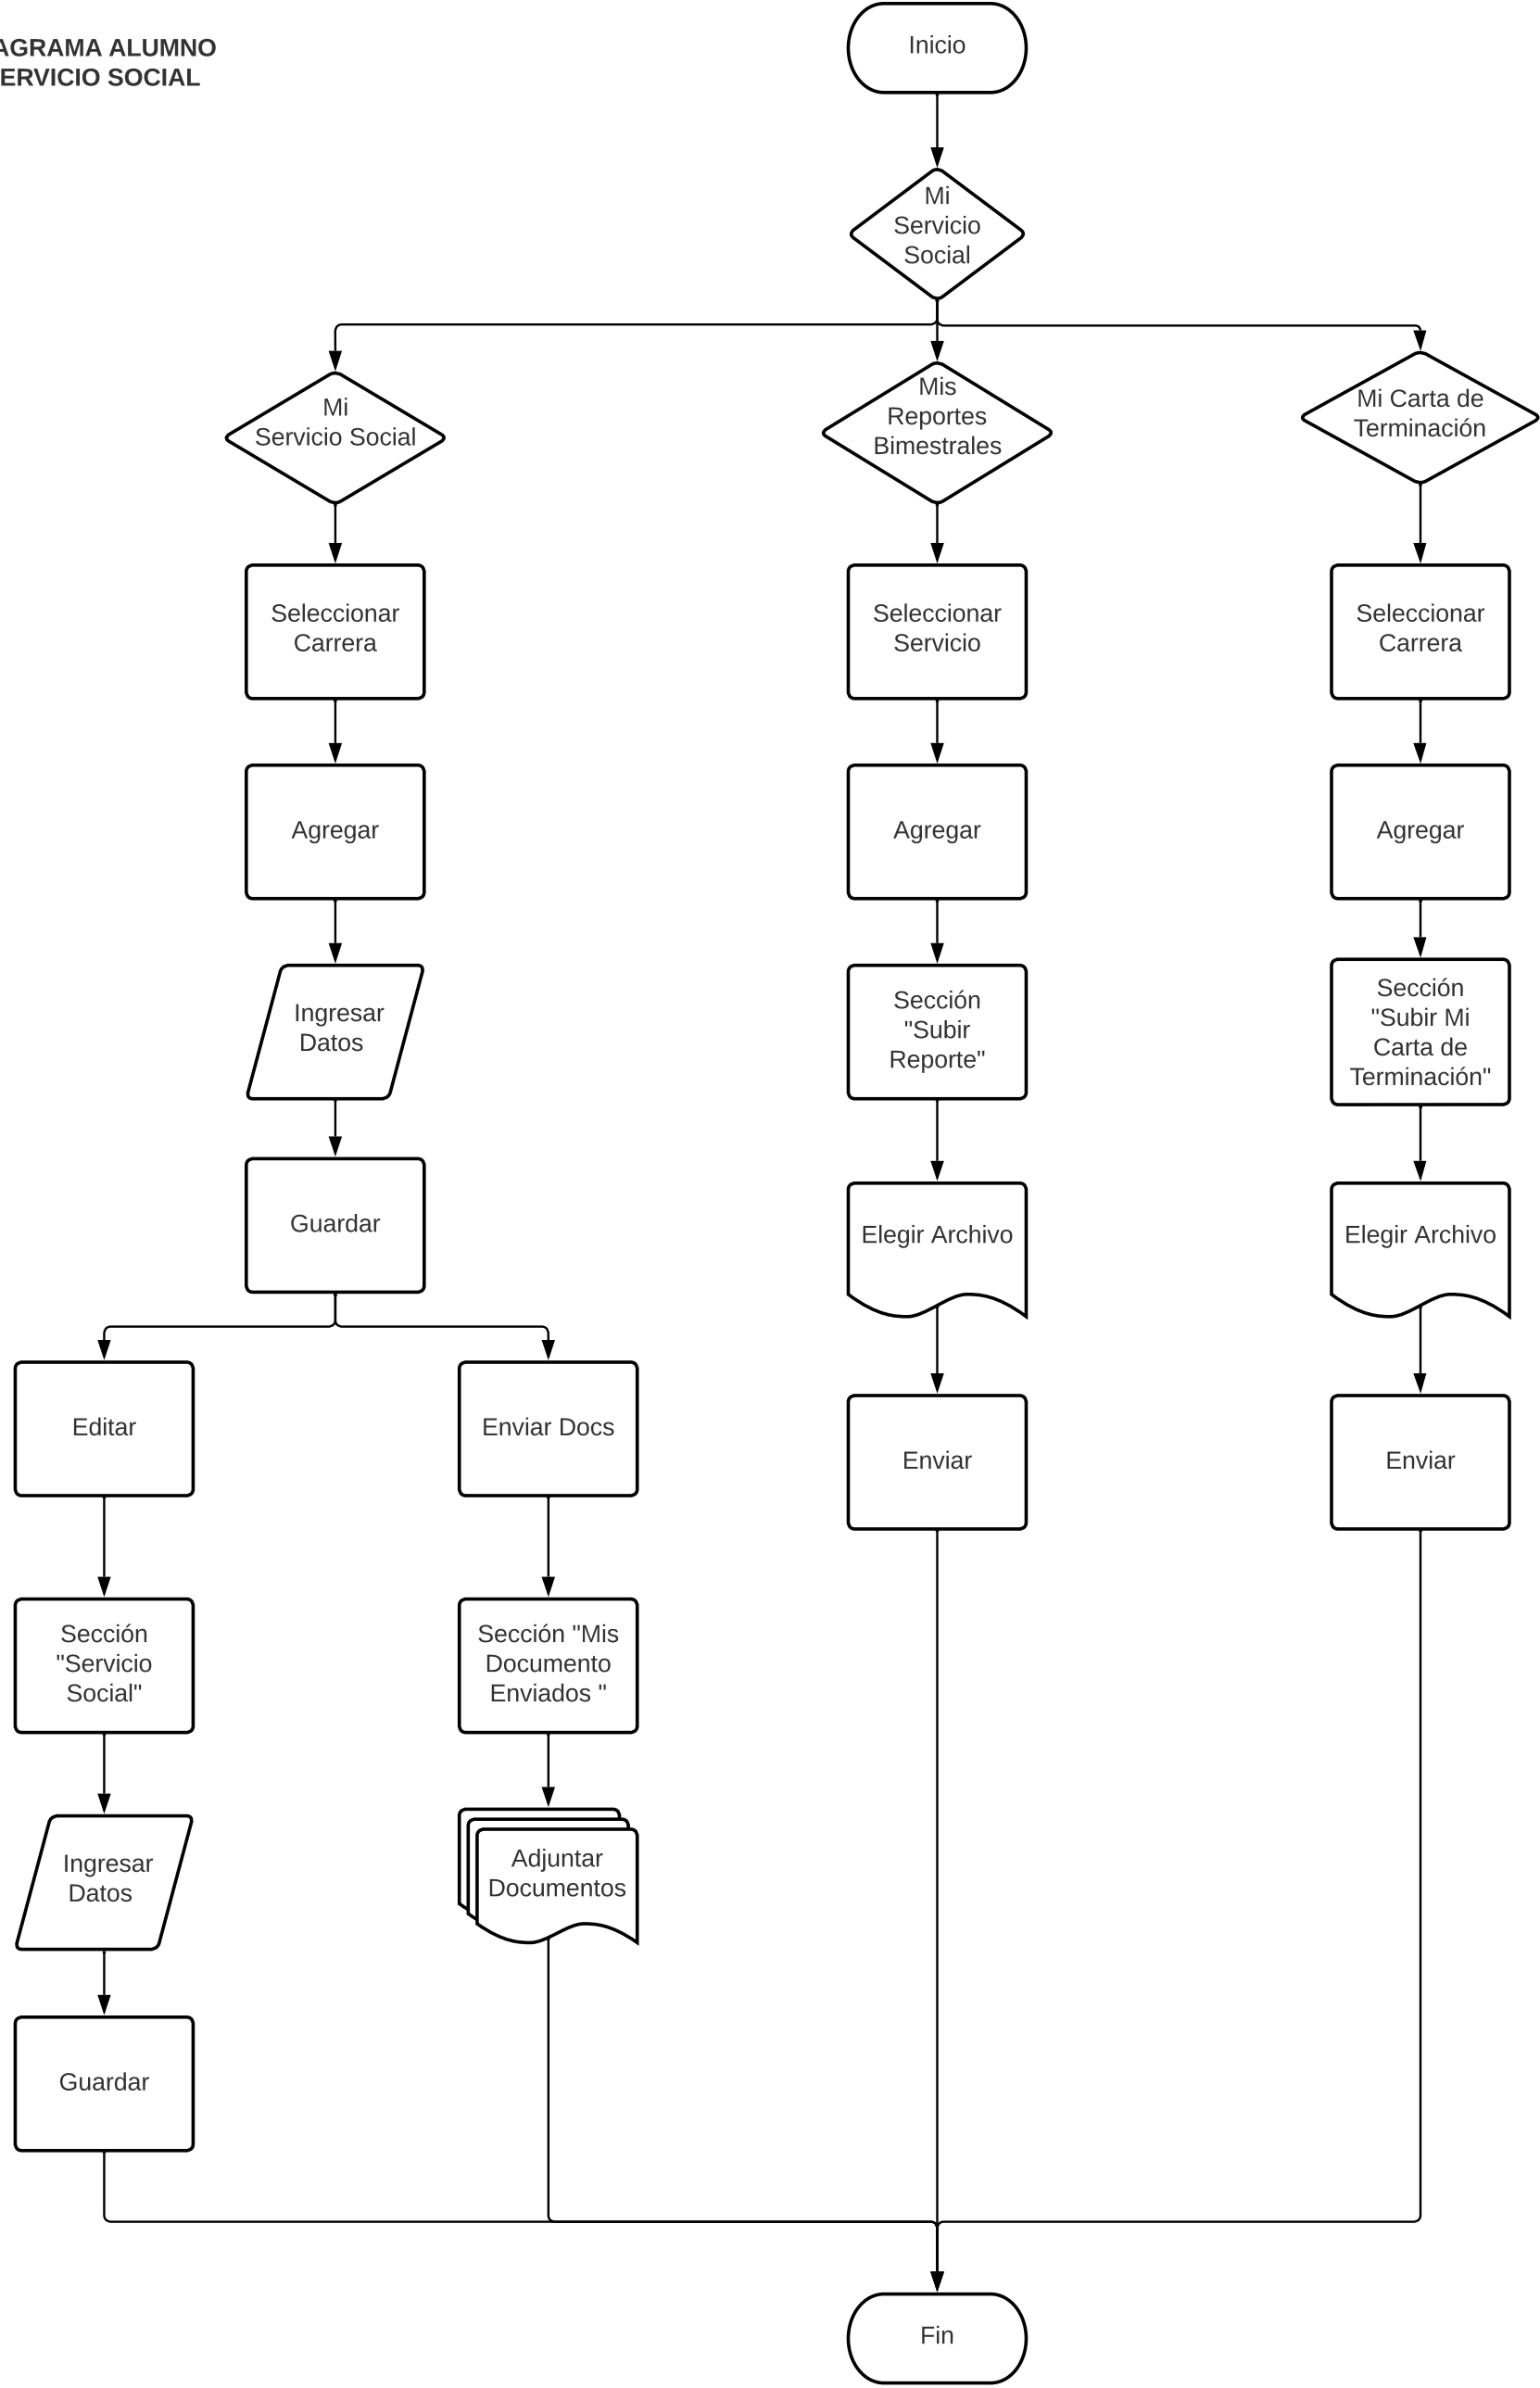 AGRAMA ALUMNO
ERVICIO SOCIAL
Inicio
Mi
Servicio
Social
Mi
Servicio Social
Mis
Reportes
Bimestrales
Mi Carta de
Terminación
Seleccionar
Carrera
Seleccionar
Servicio
Seleccionar
Carrera
Agregar
Agregar
Agregar
Ingresar
Datos
Sección
"Subir
Reporte"
Sección
"Subir Mi
Carta de
Terminación"
Guardar
Elegir Archivo
Elegir Archivo
Editar
Enviar Docs
Enviar
Enviar
Sección
"Servicio
Social"
Sección "Mis
Documento
Enviados "
Ingresar
Datos
Adjuntar
Documentos
Guardar
Fin